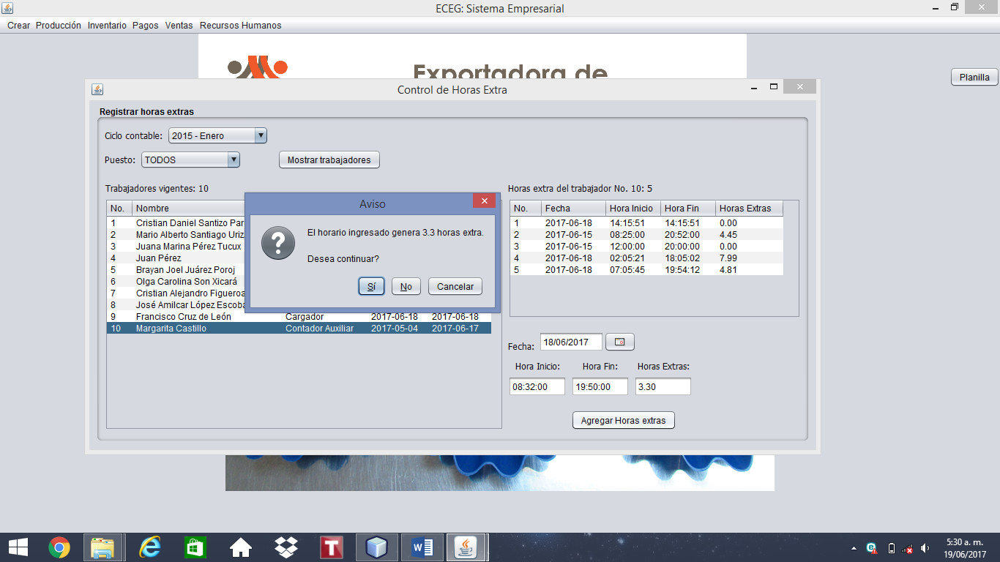 ECEG: Sistema Empresarial
Crear Producción Inventario Pagos Ventas Recursos Humanos
Exportadora de
Planilla
Control de Horas Extra
Registrar horas extras
Ciclo contable: 2015 - Enero
Puesto: TODOS Mostrar trabajadores
Trabajadores vigentes: 10
No. Nombre
1 Cristian Daniel Santizo Par
2 Mario Alberto Santiago Uriz
3 Juana Marina Pérez Tucux
4 Juan Pérez
5 Brayan Joel Juárez Poroj
6 Olga Carolina Son Xicará
7 Cristian Alejandro Figueroa
8 José Amilcar López Escoba
9 Francisco Cruz de León Cargador 2017-06-18 2017-06-18
10 Margarita Castillo Contador Auxiliar 2017-05-04 2017-06-17
Aviso
El horario ingresado genera 3.3 horas extra.
Desea continuar?
Sí No Cancelar
Horas extra del trabajador No. 10: 5
No. Fecha Hora Inicio Hora Fin Horas Extras
1 2017-06-18 14:15:51 14:15:51 0.00
2 2017-06-15 08:25:00 20:52:00 4.45
3 2017-06-15 12:00:00 20:00:00 0.00
4 2017-06-18 02:05:21 18:05:02 7.99
5 2017-06-18 07:05:45 19:54:12 4.81
Fecha: 18/06/2017
Hora Inicio: Hora Fin: Horas Extras:
08:32:00 19:50:00 3.30
Agregar Horas extras
5:30 a. m.
19/06/2017